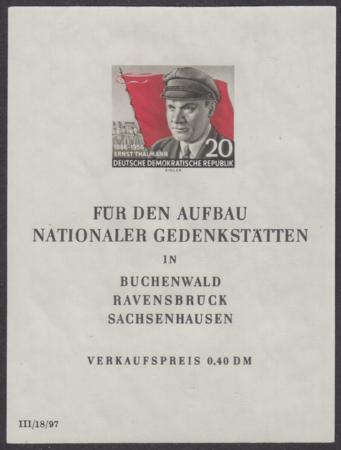 1886-1956
ERNST THÄLMANN
20
DEUTSCHE DEMOKRATISCHE REPUBLIK
EIGLER
FÜR DEN AUFBAU
NATIONALER GEDENKSTÄTTEN
IN
BUCHENWALD
RAVENSBRÜCK
SACHSENHAUSEN
VERKAUFSPREIS 0,40 DM
III/18/97